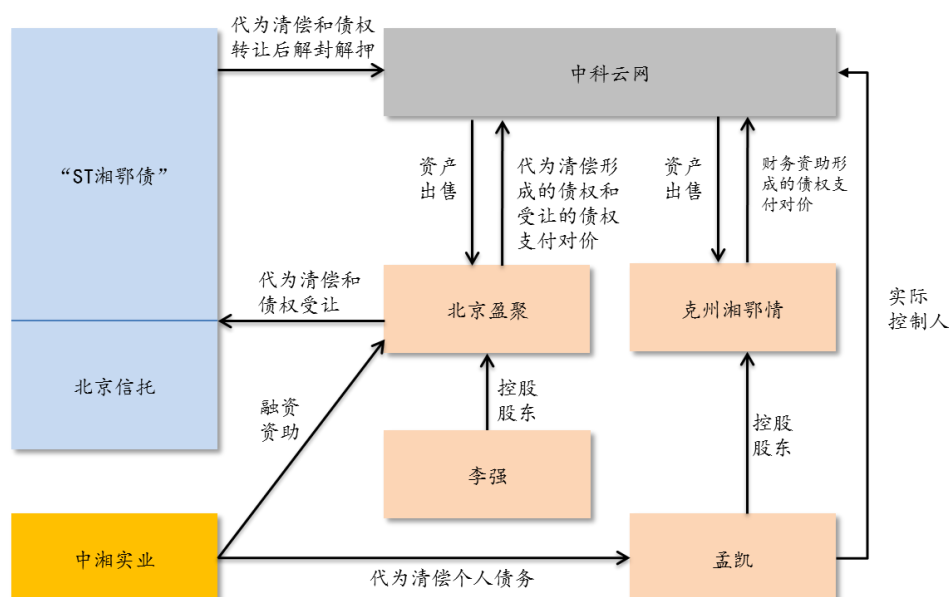 代为清偿和债权
转让后解封解押
中科云网
“ST湘鄂债”
资产
出售
代为清偿形
成的债权和
受让的债权
支付对价
资产
出售
财务资助形
成的债权支
付对价
代为清偿和
债权受让
北京盈聚
克州湘鄂情
实际
控制人
北京信托
融资
资助
控股
股东
控股
股东
李强
中湘实业
代为清偿个人债务
孟凯